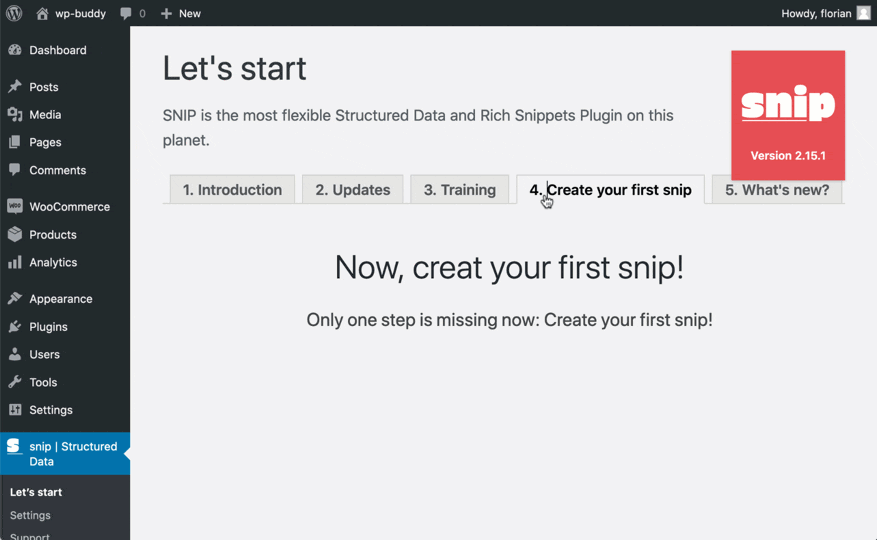 wp-buddy
0
New
Howdy, florian
Dashboard
Posts
Media
Pages
Comments
WooCommerce
Products
Analytics
Appearance
Plugins
Users
Tools
Settings
snip | Structured
Data
Let's start
Settings
Support
Let's start
SNIP is the most flexible Structured Data and Rich Snippets Plugin on this
planet.
snip
Version 2.15.1
1. Introduction
2. Updates
3. Training
4. Create your first snip
5. What's new?
Now, creat your first snip!
Only one step is missing now: Create your first snip!